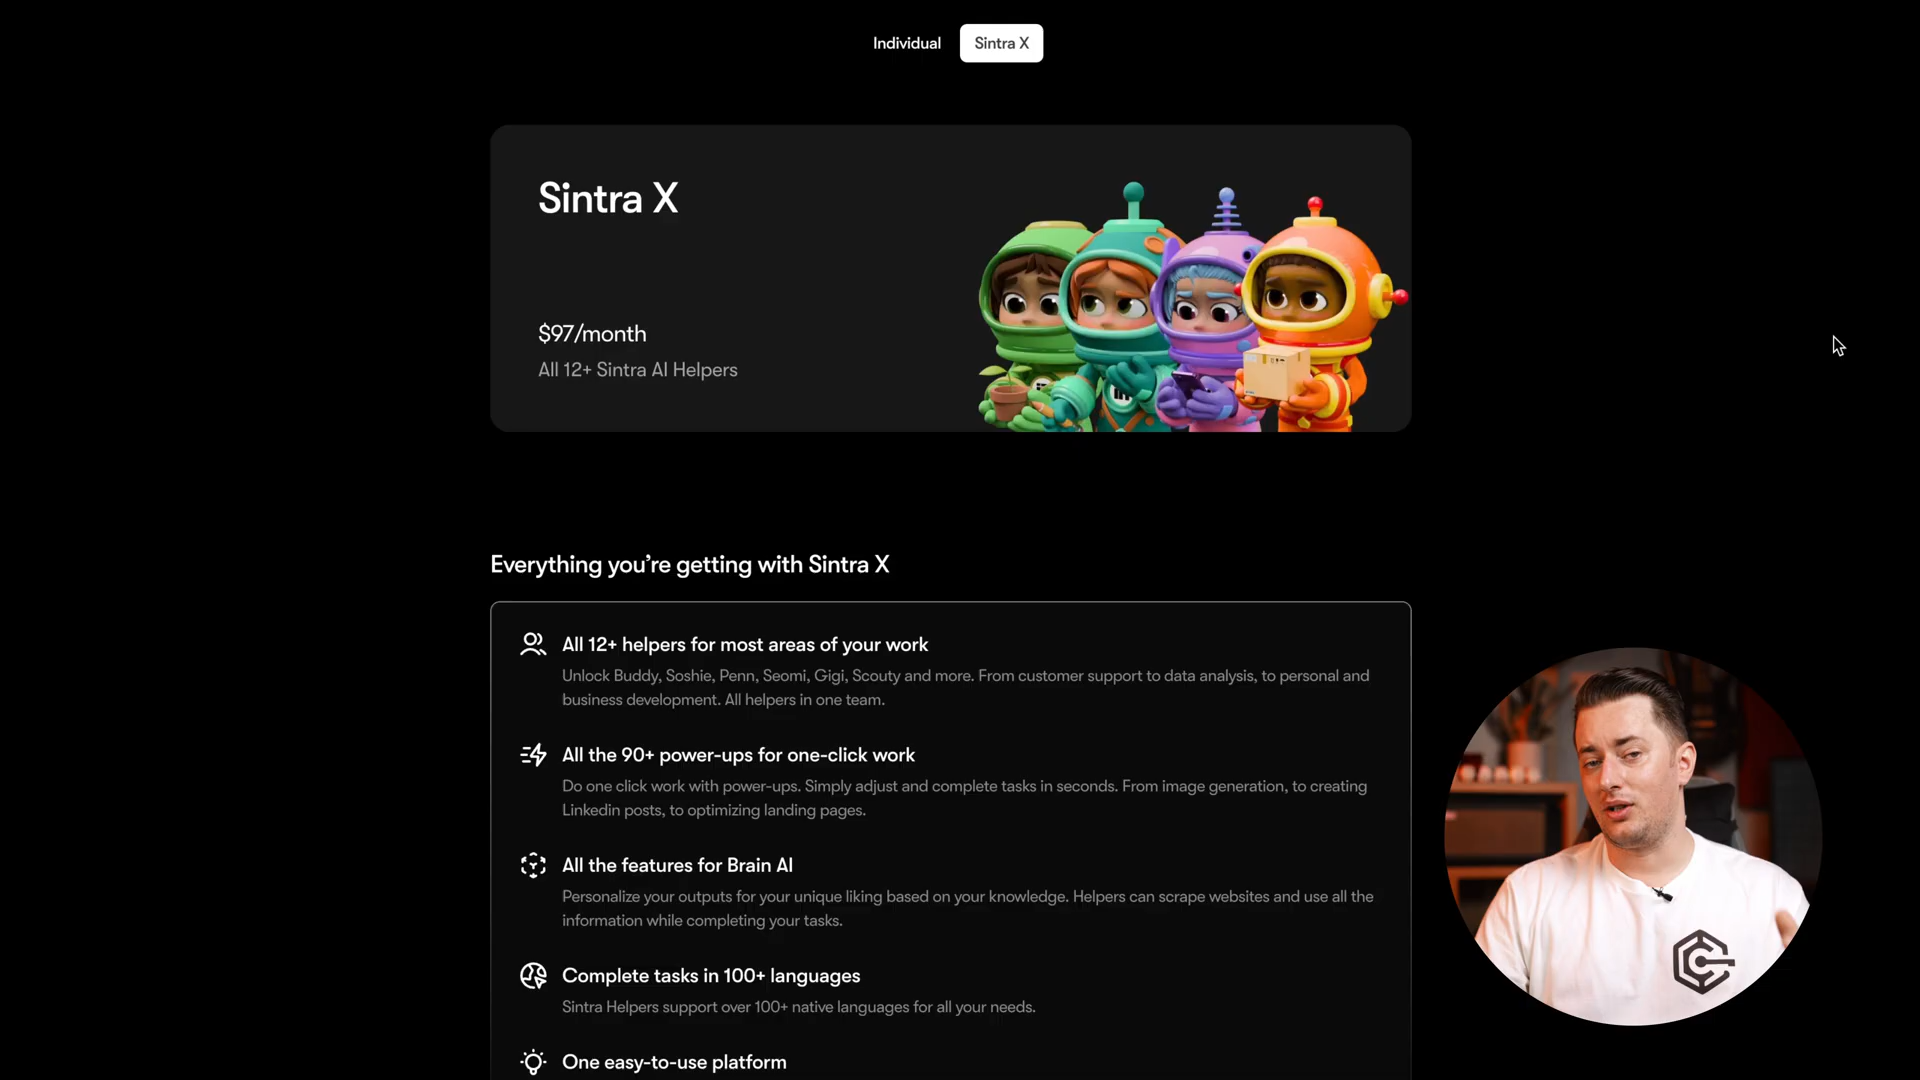 Individual
Sintra X
Sintra X
$97/month
All 12+ Sintra AI Helpers
Everything you're getting with Sintra X
All 12+ helpers for most areas of your work
Unlock Buddy, Soshie, Penn, Seomi, Gigi, Scouty and more. From customer support to data analysis, to personal and
business development. All helpers in one team.
All the 90+ power-ups for one-click work
Do one click work with power-ups. Simply adjust and complete tasks in seconds. From image generation, to creating
Linkedin posts, to optimizing landing pages.
All the features for Brain AI
Personalize your outputs for your unique liking based on your knowledge. Helpers can scrape websites and use all the
information while completing your tasks.
Complete tasks in 100+ languages
Sintra Helpers support over 100+ native languages for all your needs.
One easy-to-use platform